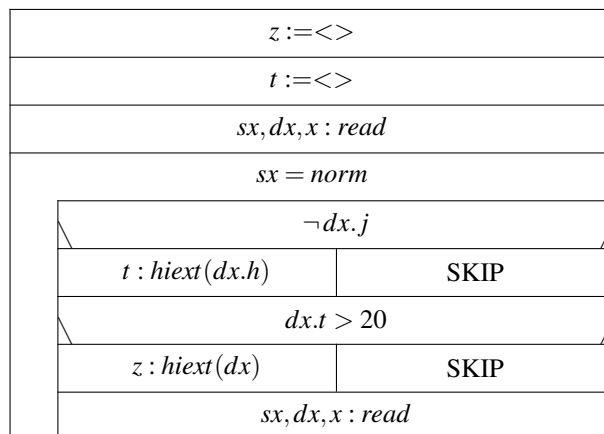 z := <>
t := <>
sx, dx, x : read
sx = norm
¬dx.j
t : hiext(dx.h) SKIP
dx.t > 20
z : hiext(dx) SKIP
sx, dx, x : read